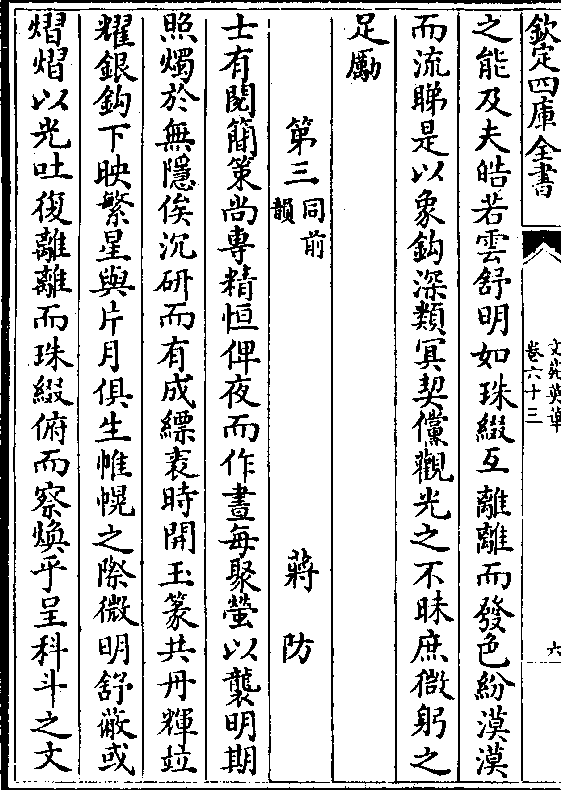 欽定四庫全書
文苑英華
卷六十三
六
之能及夫皓若雲舒明如珠綴互離離而發色紛漠漠
而流睇是以象鈎深類冥契儻觀光之不昧庶微躬之
足勵
第三同前韻
蔣防
士有閱簡策尚專精恒俾夜而作晝每聚螢以襲明期
照燭於無隱俟沉研而有成縹袠時開玉篆共丹輝竝
耀銀鈎下映繁星與片月俱生帷幌之際微明舒蔽或
熠熠以光吐復離離而珠綴俯而察煥乎呈科斗之文